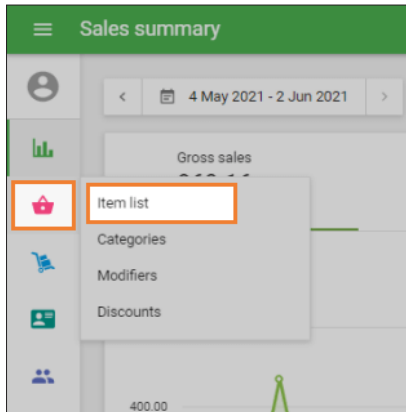 Sales summary
4 May 2021 - 2 Jun 2021
Gross sales
Item list
Categories
Modifiers
Discounts
400.00